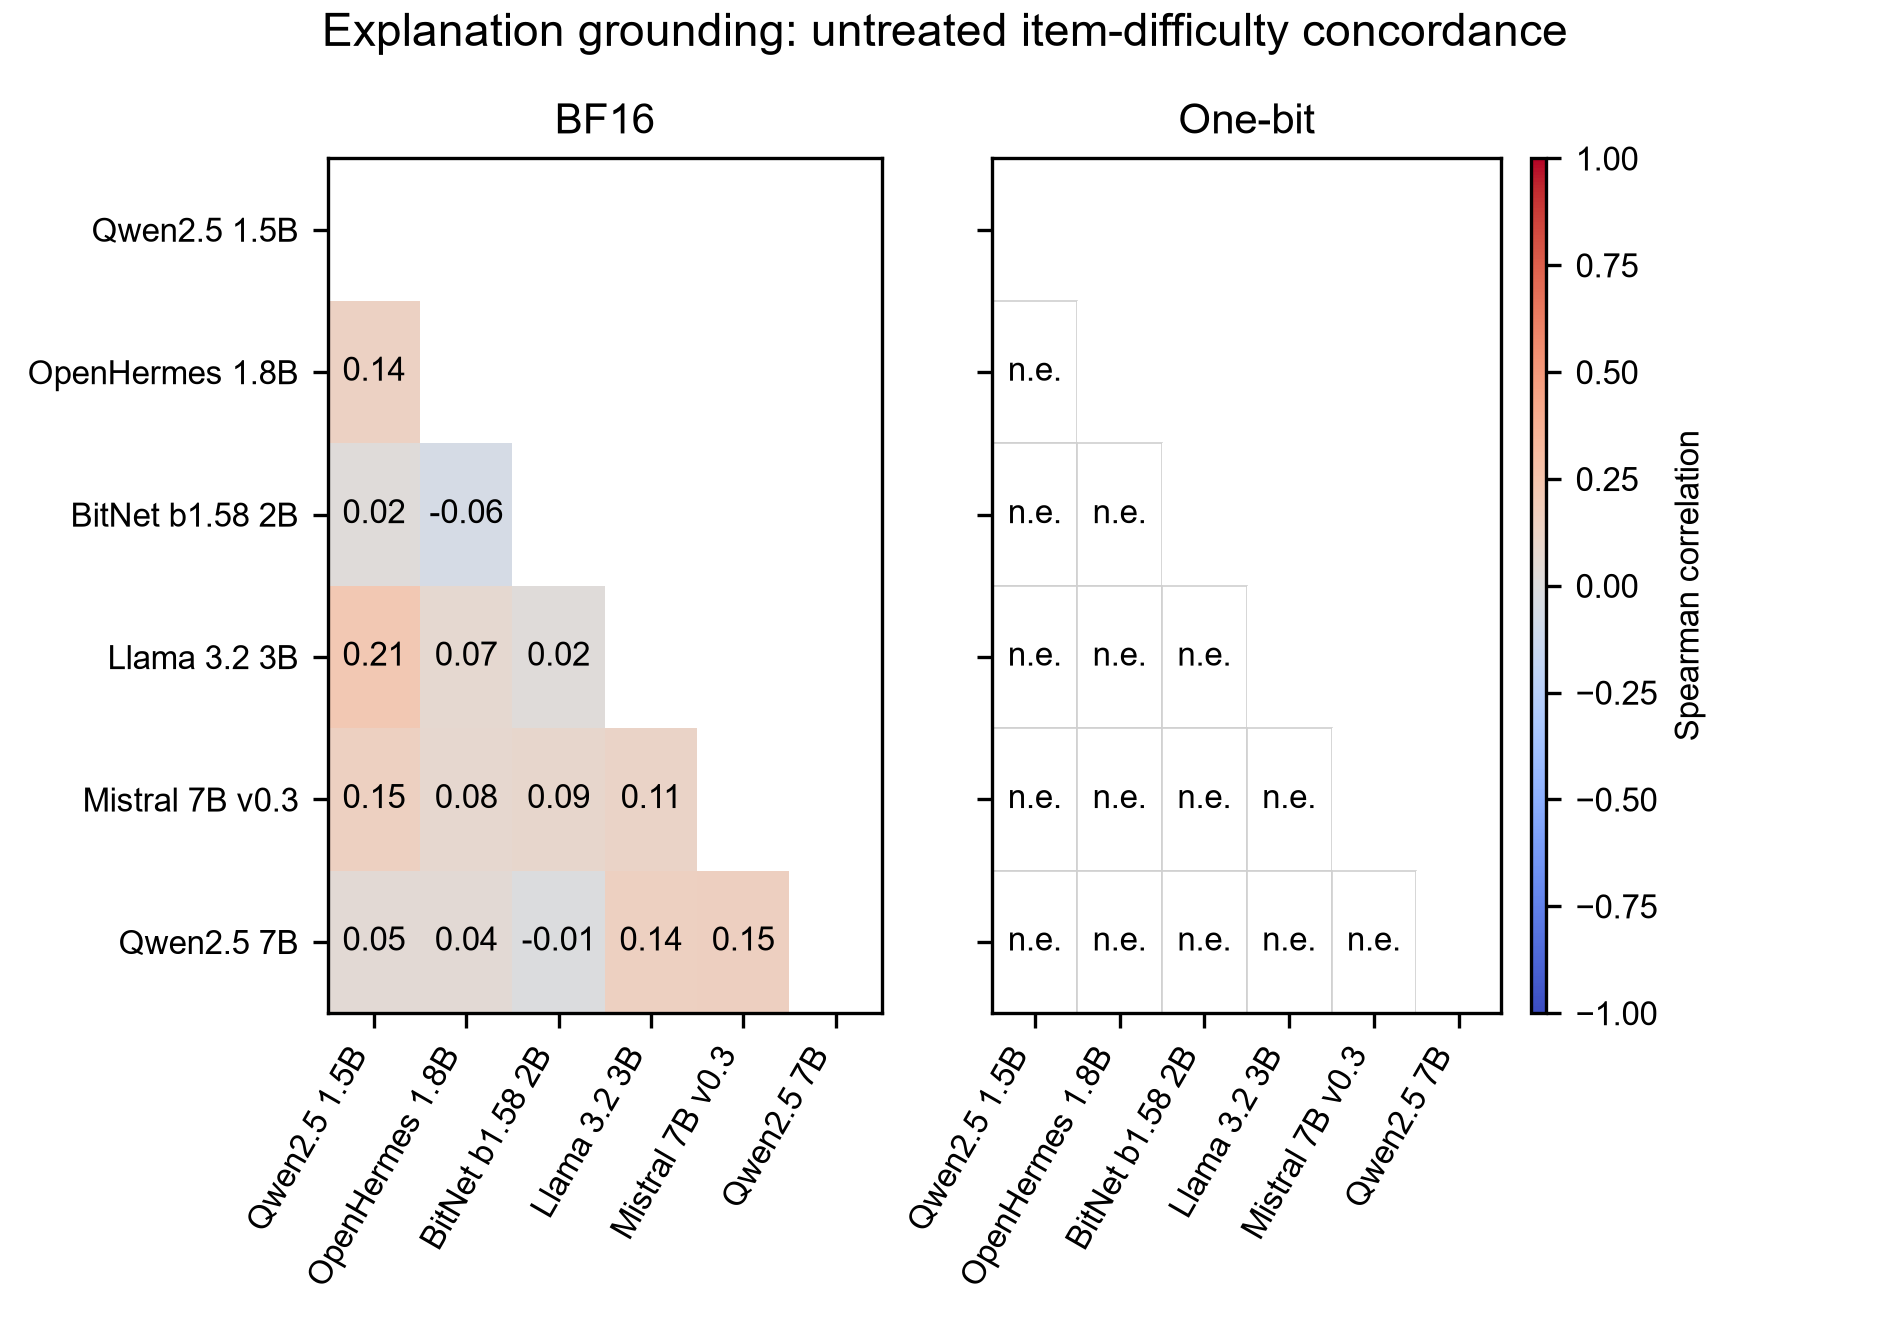 Explanation grounding: untreated item-difficulty concordance
BF16
One-bit
Qwen2.5 1.5B
OpenHermes 1.8B
BitNet b1.58 2B
Llama 3.2 3B
Mistral 7B v0.3
Qwen2.5 7B
0.14
0.02 -0.06
0.21 0.07 0.02
0.15 0.08 0.09 0.11
0.05 0.04 -0.01 0.14 0.15
Qwen2.5 1.5B
OpenHermes 1.8B
BitNet b1.58 2B
Llama 3.2 3B
Mistral 7B v0.3
Qwen2.5 7B
n.e.
n.e. n.e.
n.e. n.e. n.e.
n.e. n.e. n.e. n.e.
n.e. n.e. n.e. n.e. n.e.
Qwen2.5 1.5B
OpenHermes 1.8B
BitNet b1.58 2B
Llama 3.2 3B
Mistral 7B v0.3
Qwen2.5 7B
1.00
0.75
0.50
0.25
0.00
−0.25
−0.50
−0.75
−1.00
Spearman correlation